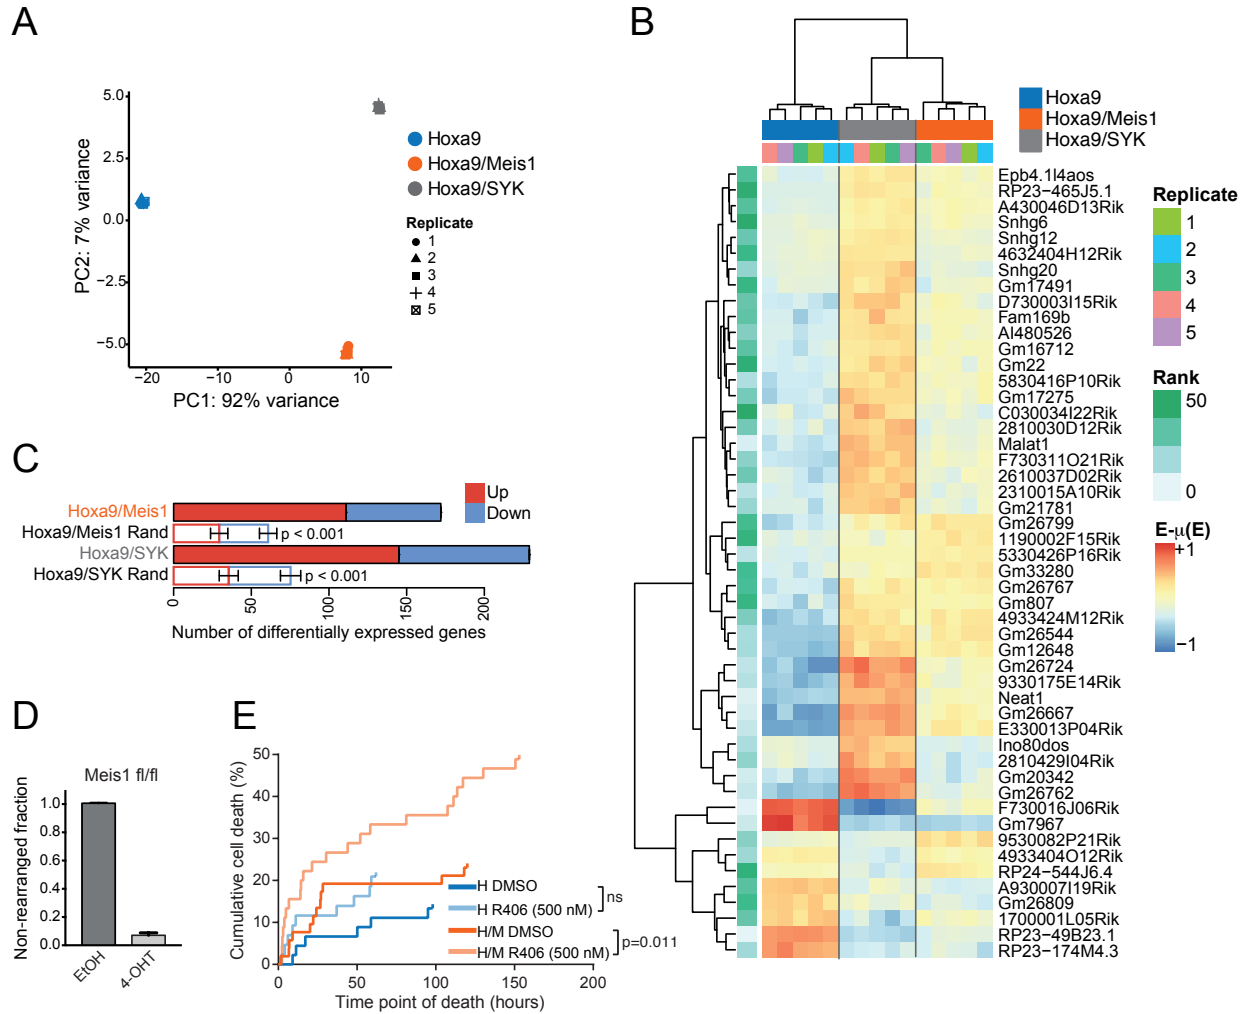 A
5.0
2.5
0.0
−2.5
−5.0
PC2: 7% variance
−20
−10
0
10
PC1: 92% variance
Hoxa9
Hoxa9/Meis1
Hoxa9/SYK
Replicate
1
2
3
4
5
B
Hoxa9
Hoxa9/Meis1
Hoxa9/SYK
Epb4.1l4aos
RP23−465J5.1
A430046D13Rik
Snhg6
Snhg12
4632404H12Rik
Snhg20
Gm17491
D730003I15Rik
Fam169b
AI480526
Gm16712
Gm22
5830416P10Rik
Gm17275
C030034I22Rik
2810030D12Rik
Malat1
F730311O21Rik
2610037D02Rik
2310015A10Rik
Gm21781
Gm26799
1190002F15Rik
5330426P16Rik
Gm33280
Gm26767
Gm807
4933424M12Rik
Gm26544
Gm12648
Gm26724
9330175E14Rik
Neat1
Gm26667
E330013P04Rik
Ino80dos
2810429I04Rik
Gm20342
Gm26762
F730016J06Rik
Gm7967
9530082P21Rik
4933404O12Rik
RP24−544J6.4
A930007I19Rik
Gm26809
1700001L05Rik
RP23−49B23.1
RP23−174M4.3
Replicate
1
2
3
4
5
Rank
50
0
E-µ(E)
+1
−1
C
Hoxa9/Meis1
Hoxa9/Meis1 Rand
Hoxa9/SYK
Hoxa9/SYK Rand
p < 0.001
p < 0.001
Up
Down
0
50
100
150
200
Number of differentially expressed genes
D
Meis1 fl/fl
Non-rearranged fraction
1.0
0.8
0.6
0.4
0.2
0.0
EtOH
4-OHT
E
Cumulative cell death (%)
50
40
30
20
10
0
0
50
100
150
200
Time point of death (hours)
H DMSO
H R406 (500 nM)
H/M DMSO
H/M R406 (500 nM)
ns
p=0.011